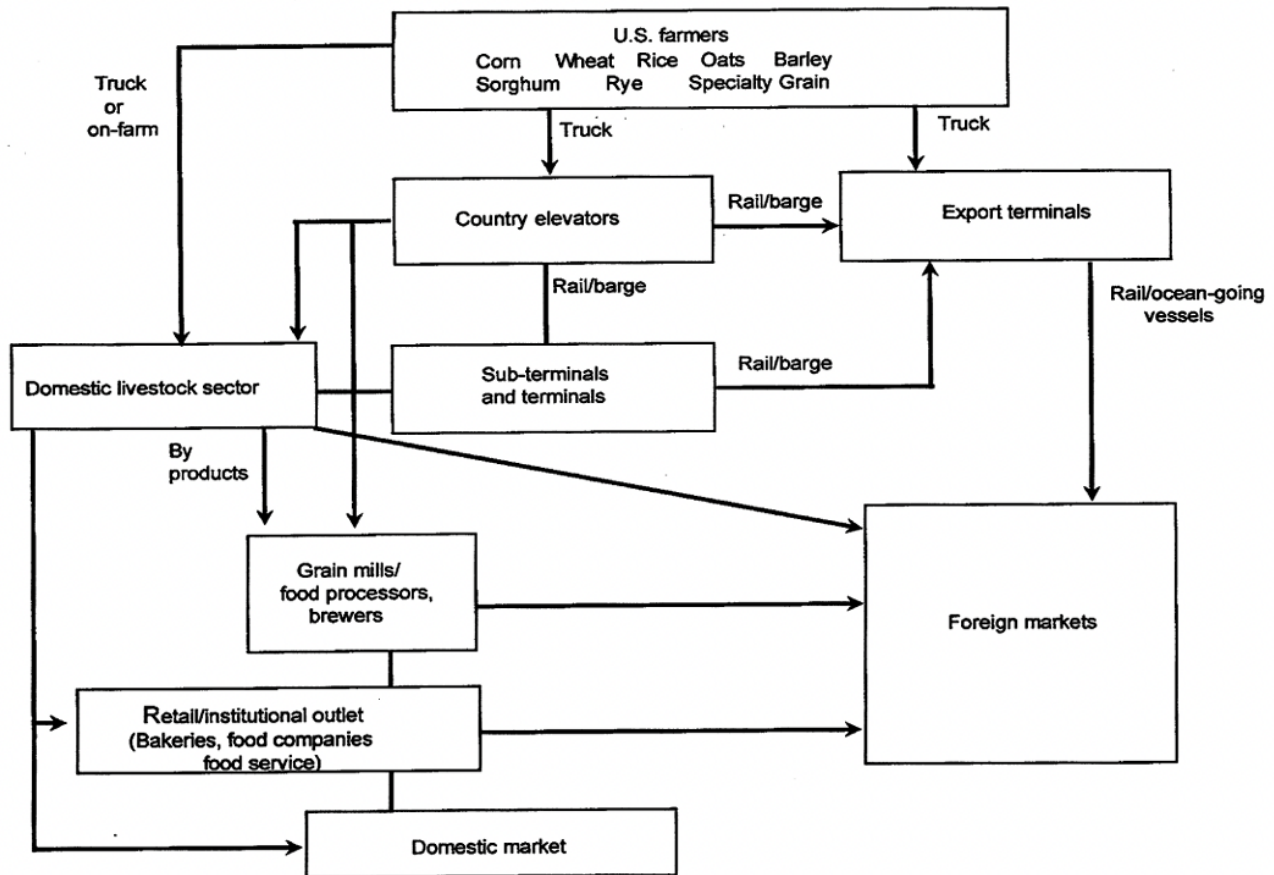 U.S. farmers
Corn Wheat Rice Oats Barley
Sorghum Rye Specialty Grain
Truck
or
on-farm
Truck
Truck
Country elevators
Rail/barge
Export terminals
Rail/barge
Rail/ocean-going
vessels
Domestic livestock sector
Sub-terminals
and terminals
Rail/barge
By
products
Grain mills/
food processors,
brewers
Foreign markets
Retail/institutional outlet
(Bakeries, food companies
food service)
Domestic market